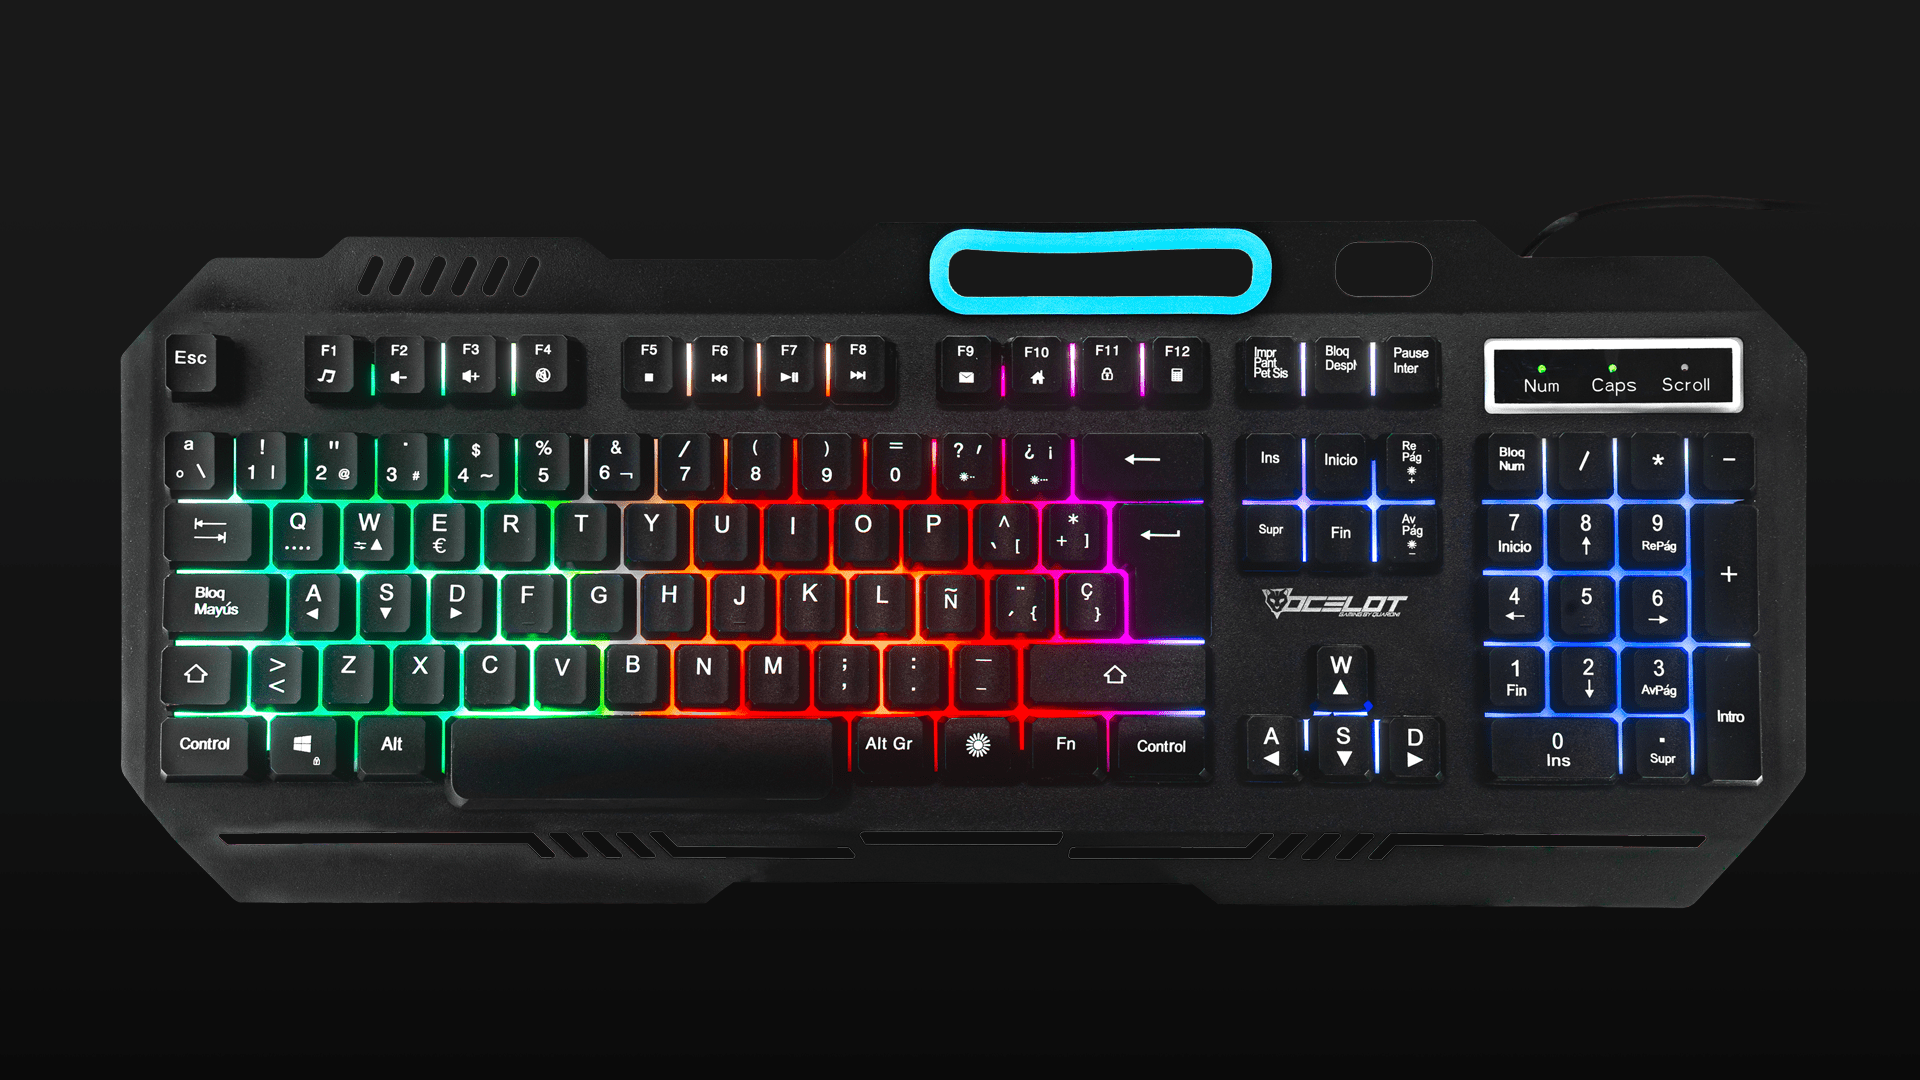 Esc F1 F2 F3 F4 F5 F6 F7 F8 F9 F10 F11 F12
Impr
Pant
Pet Sis
Bloq
Despl
Pause
Inter
Num Caps Scroll
a º \
! 1 |
" 2 @
· 3 #
$ 4 ~
% 5
& 6 ¬
/ 7
( 8
) 9
= 0
? '
¿ ¡
←
Ins
Inicio
Re
Pág
+
Bloq
Num
/ * −
Q W E € R T Y U I O P
^ ` [
* + ]
Supr
Fin
Av
Pág
−
7
Inicio
8
↑
9
RePág
+
Bloq
Mayús
A S D F G H J K L Ñ
¨ ´ {
Ç }
OCELOT
GAMING BY QUARONI
4
←
5
6
→
>
<
Z X C V B N M
; ,
: .
_ -
W
1
Fin
2
↓
3
AvPág
Intro
Control Alt Alt Gr Fn Control
A S D
0
Ins
.
Supr